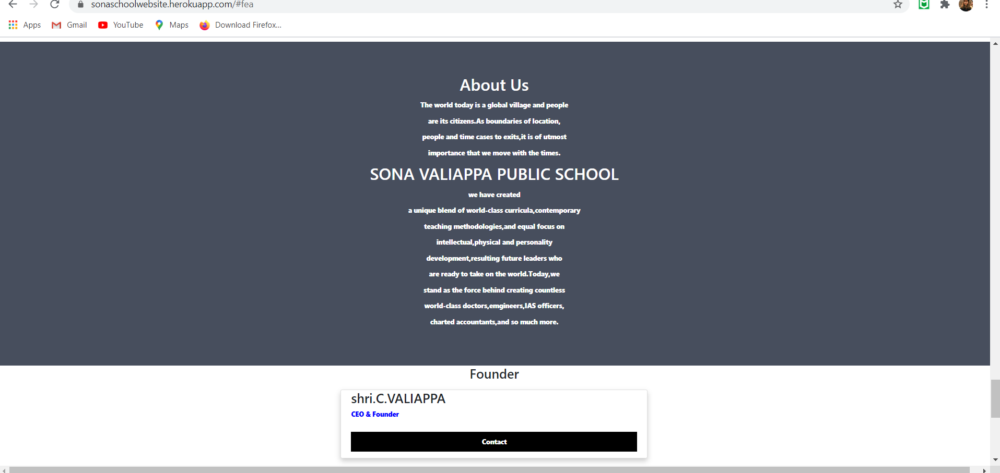 sonaschoolwebsite.herokuapp.com/#fea
Apps Gmail YouTube Maps Download Firefox...
About Us
The world today is a global village and people
are its citizens.As boundaries of location,
people and time cases to exits,it is of utmost
importance that we move with the times.
SONA VALIAPPA PUBLIC SCHOOL
we have created
a unique blend of world-class curricula,contemporary
teaching methodologies,and equal focus on
intellectual,physical and personality
development,resulting future leaders who
are ready to take on the world.Today,we
stand as the force behind creating countless
world-class doctors,emgineers,IAS officers,
charted accountants,and so much more.
Founder
shri.C.VALIAPPA
CEO & Founder
Contact